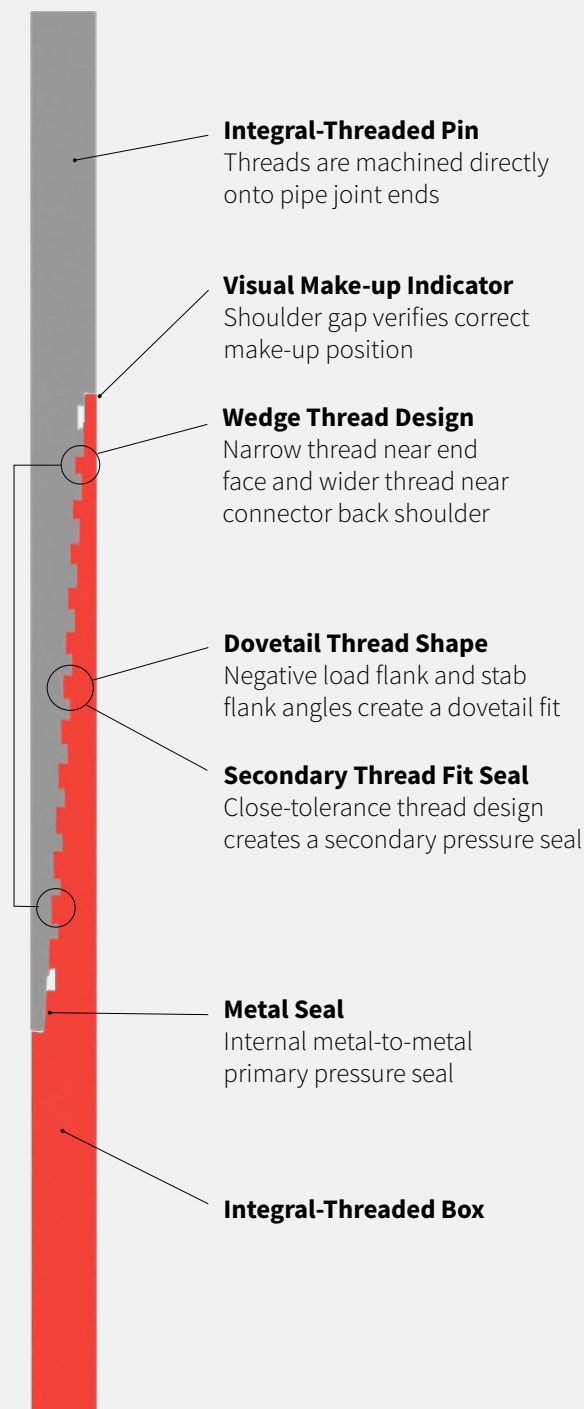 Integral-Threaded Pin
Threads are machined directly
onto pipe joint ends
Visual Make-up Indicator
Shoulder gap verifies correct
make-up position
Wedge Thread Design
Narrow thread near end
face and wider thread near
connector back shoulder
Dovetail Thread Shape
Negative load flank and stab
flank angles create a dovetail fit
Secondary Thread Fit Seal
Close-tolerance thread design
creates a secondary pressure seal
Metal Seal
Internal metal-to-metal
primary pressure seal
Integral-Threaded Box